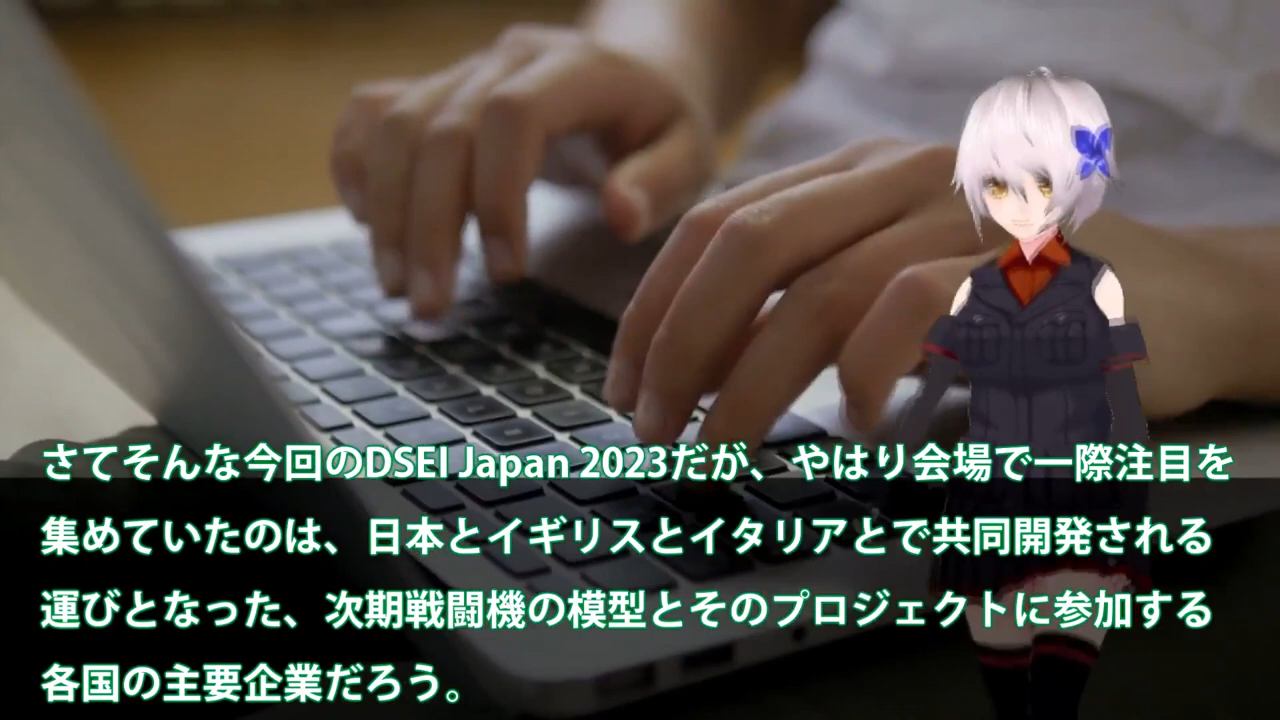 さてそんな今回のDSEI Japan 2023だが、やはり会場で一際注目を
集めていたのは、日本とイギリスとイタリアとで共同開発される
運びとなった、次期戦闘機の模型とそのプロジェクトに参加する
各国の主要企業だろう。